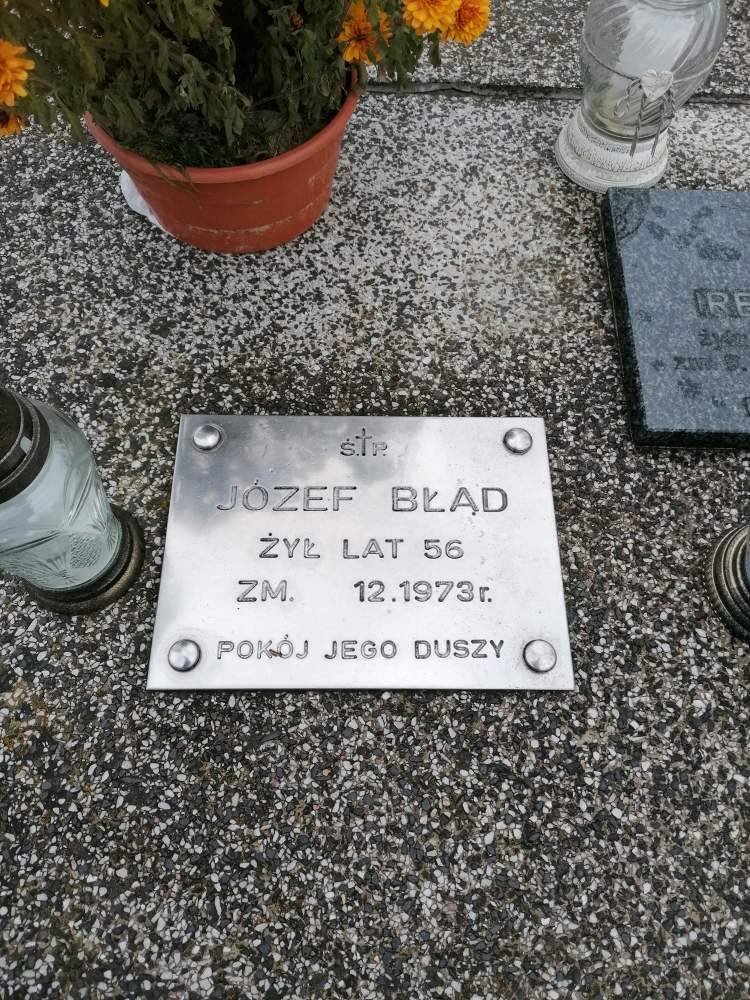 Ś.†P.
JÓZEF BŁĄD
ŻYŁ LAT 56
ZM. 12.1973r.
POKÓJ JEGO DUSZY